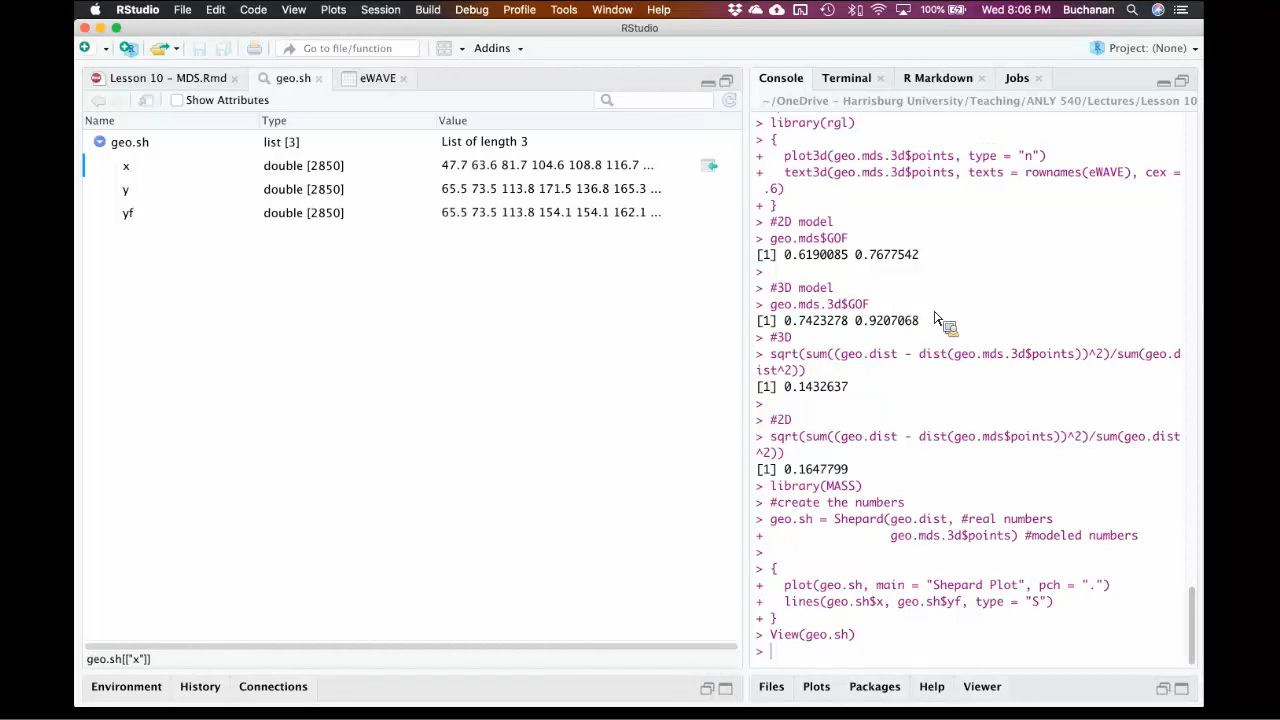 RStudio File Edit Code View Plots Session Build Debug Profile Tools Window Help 100% Wed 8:06 PM Buchanan
RStudio
Go to file/function Addins Project: (None)
Lesson 10 - MDS.Rmd geo.sh eWAVE
Show Attributes
Name Type Value
geo.sh list [3] List of length 3
x double [2850] 47.7 63.6 81.7 104.6 108.8 116.7 ...
y double [2850] 65.5 73.5 113.8 171.5 136.8 165.3 ...
yf double [2850] 65.5 73.5 113.8 154.1 154.1 162.1 ...
geo.sh[["x"]]
Environment History Connections
Console Terminal R Markdown Jobs
~/OneDrive - Harrisburg University/Teaching/ANLY 540/Lectures/Lesson 10
> library(rgl)
> {
+ plot3d(geo.mds.3d$points, type = "n")
+ text3d(geo.mds.3d$points, texts = rownames(eWAVE), cex =
.6)
+ }
> #2D model
> geo.mds$GOF
[1] 0.6190085 0.7677542
>
> #3D model
> geo.mds.3d$GOF
[1] 0.7423278 0.9207068
> #3D
> sqrt(sum((geo.dist - dist(geo.mds.3d$points))^2)/sum(geo.d
ist^2))
[1] 0.1432637
>
> #2D
> sqrt(sum((geo.dist - dist(geo.mds$points))^2)/sum(geo.dist
^2))
[1] 0.1647799
> library(MASS)
> #create the numbers
> geo.sh = Shepard(geo.dist, #real numbers
+ geo.mds.3d$points) #modeled numbers
>
> {
+ plot(geo.sh, main = "Shepard Plot", pch = ".")
+ lines(geo.sh$x, geo.sh$yf, type = "S")
+ }
> View(geo.sh)
>
Files Plots Packages Help Viewer